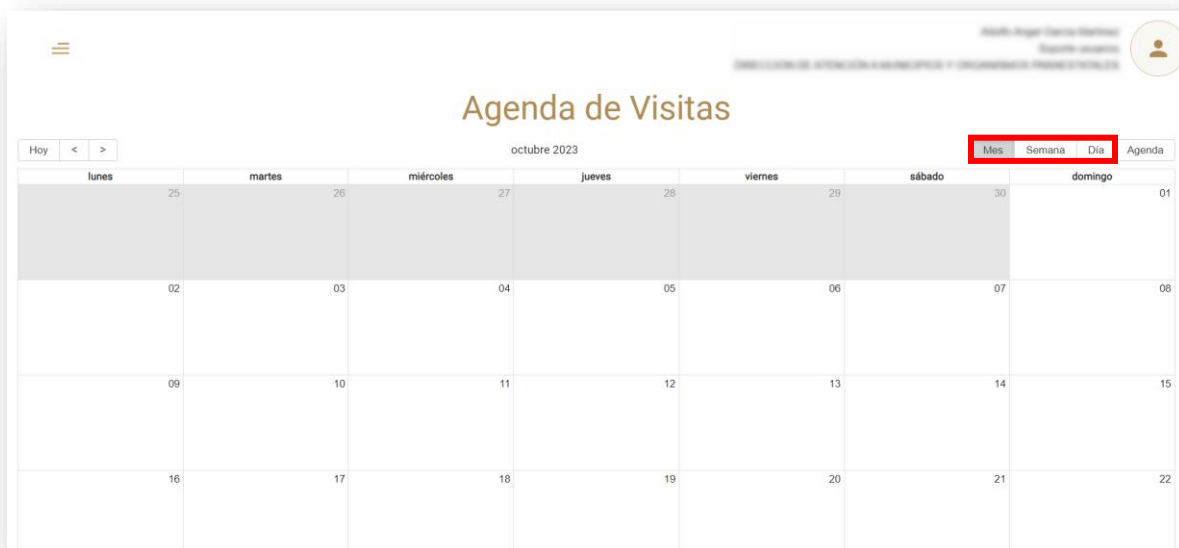 Agenda de Visitas
Hoy < > octubre 2023 Mes Semana Día Agenda
lunes martes miércoles jueves viernes sábado domingo
25 26 27 28 29 30 01
02 03 04 05 06 07 08
09 10 11 12 13 14 15
16 17 18 19 20 21 22